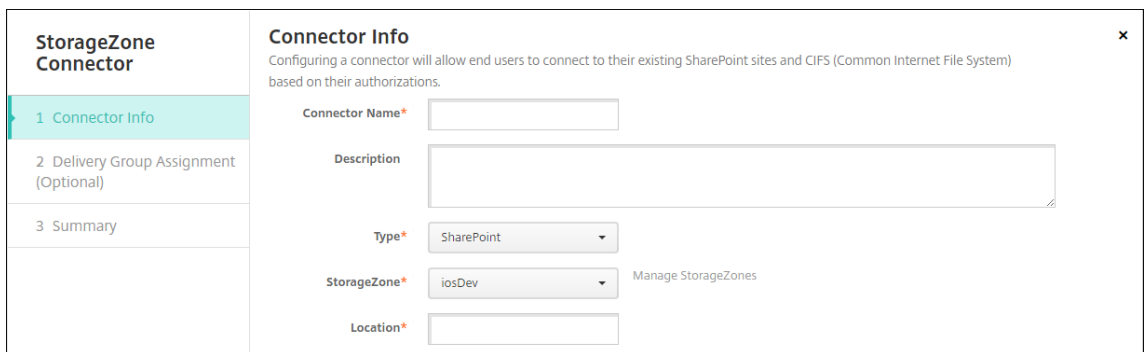 StorageZone
Connector
1 Connector Info
2 Delivery Group Assignment
(Optional)
3 Summary
Connector Info
×
Configuring a connector will allow end users to connect to their existing SharePoint sites and CIFS (Common Internet File System)
based on their authorizations.
Connector Name*
Description
Type*
SharePoint
StorageZone*
iosDev
Manage StorageZones
Location*